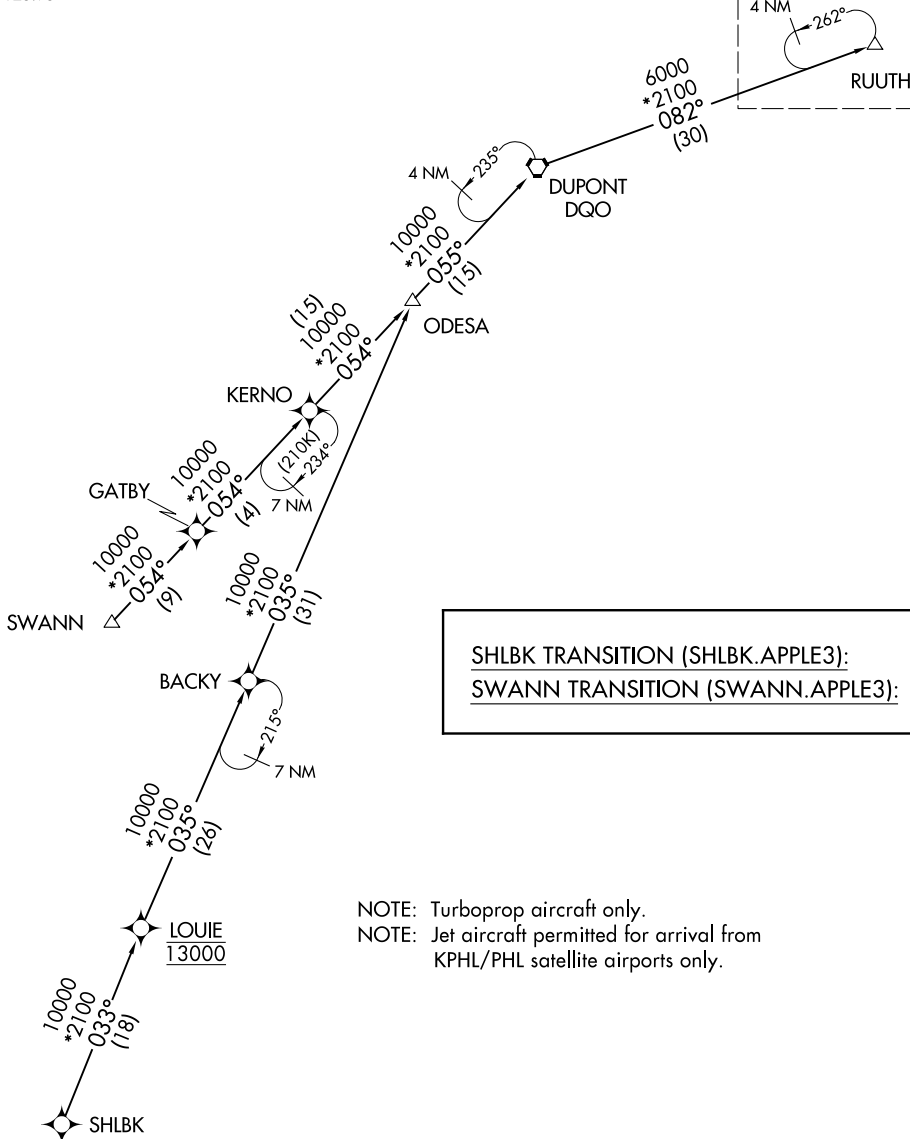 4 NM
262°
RUUTH
6000
*2100
082°
(30)
4 NM
235°
DUPONT
DQO
10000
*2100
055°
(15)
ODESA
(15)
10000
*2100
054°
KERNO
(210K)
234°
7 NM
GATBY
10000
*2100
054°
(4)
10000
*2100
054°
(9)
SWANN
10000
*2100
035°
(31)
SHLBK TRANSITION (SHLBK.APPLE3):
SWANN TRANSITION (SWANN.APPLE3):
BACKY
215°
7 NM
10000
*2100
035°
(26)
LOUIE
13000
NOTE: Turboprop aircraft only.
NOTE: Jet aircraft permitted for arrival from
KPHL/PHL satellite airports only.
10000
*2100
033°
(18)
SHLBK